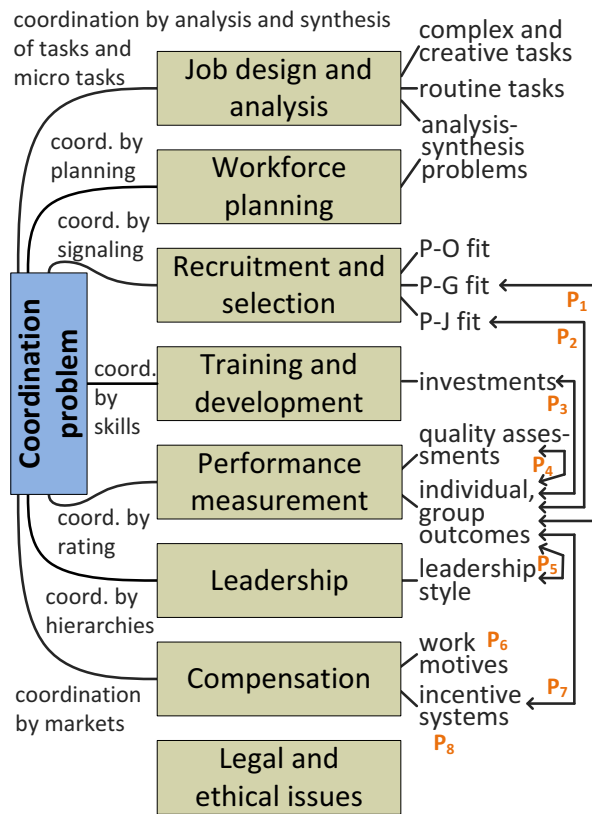 coordination by analysis and synthesis
of tasks and
micro tasks
Job design and
analysis
complex and
creative tasks
routine tasks
analysis-
synthesis
problems
coord. by
planning
Workforce
planning
coord. by
signaling
Recruitment and
selection
P-O fit
P-G fit
P-J fit
P1
P2
Coordination
problem
coord.
by
skills
Training and
development
investments
P3
Performance
measurement
quality asses-
sments
P4
individual,
group
outcomes
coord. by
rating
Leadership
leadership
style
P5
coord. by
hierarchies
Compensation
work
motives
P6
incentive
systems
P7
P8
coordination
by markets
Legal and
ethical issues